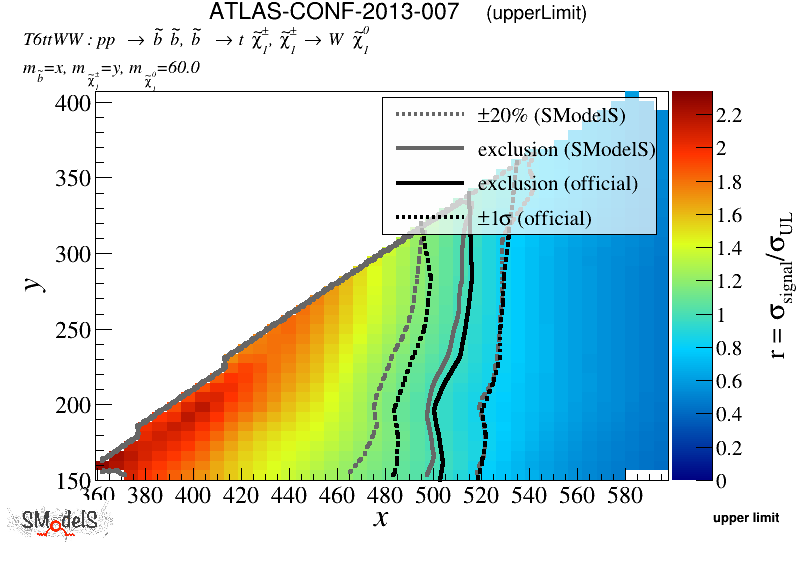 ATLAS-CONF-2013-007 (upperLimit)
T6ttWW : pp → b̃ b̃, b̃ → t χ̃₁±, χ̃₁± → W χ̃₁⁰
m_b̃=x, m_χ̃₁±=y, m_χ̃₁⁰=60.0
±20% (SModelS)
exclusion (SModelS)
exclusion (official)
±1σ (official)
400
350
300
250
200
150
y
360 380 400 420 440 460 480 500 520 540 560 580
x
2.2
2
1.8
1.6
1.4
1.2
1
0.8
0.6
0.4
0.2
0
r = σ_signal/σ_UL
SModelS
upper limit